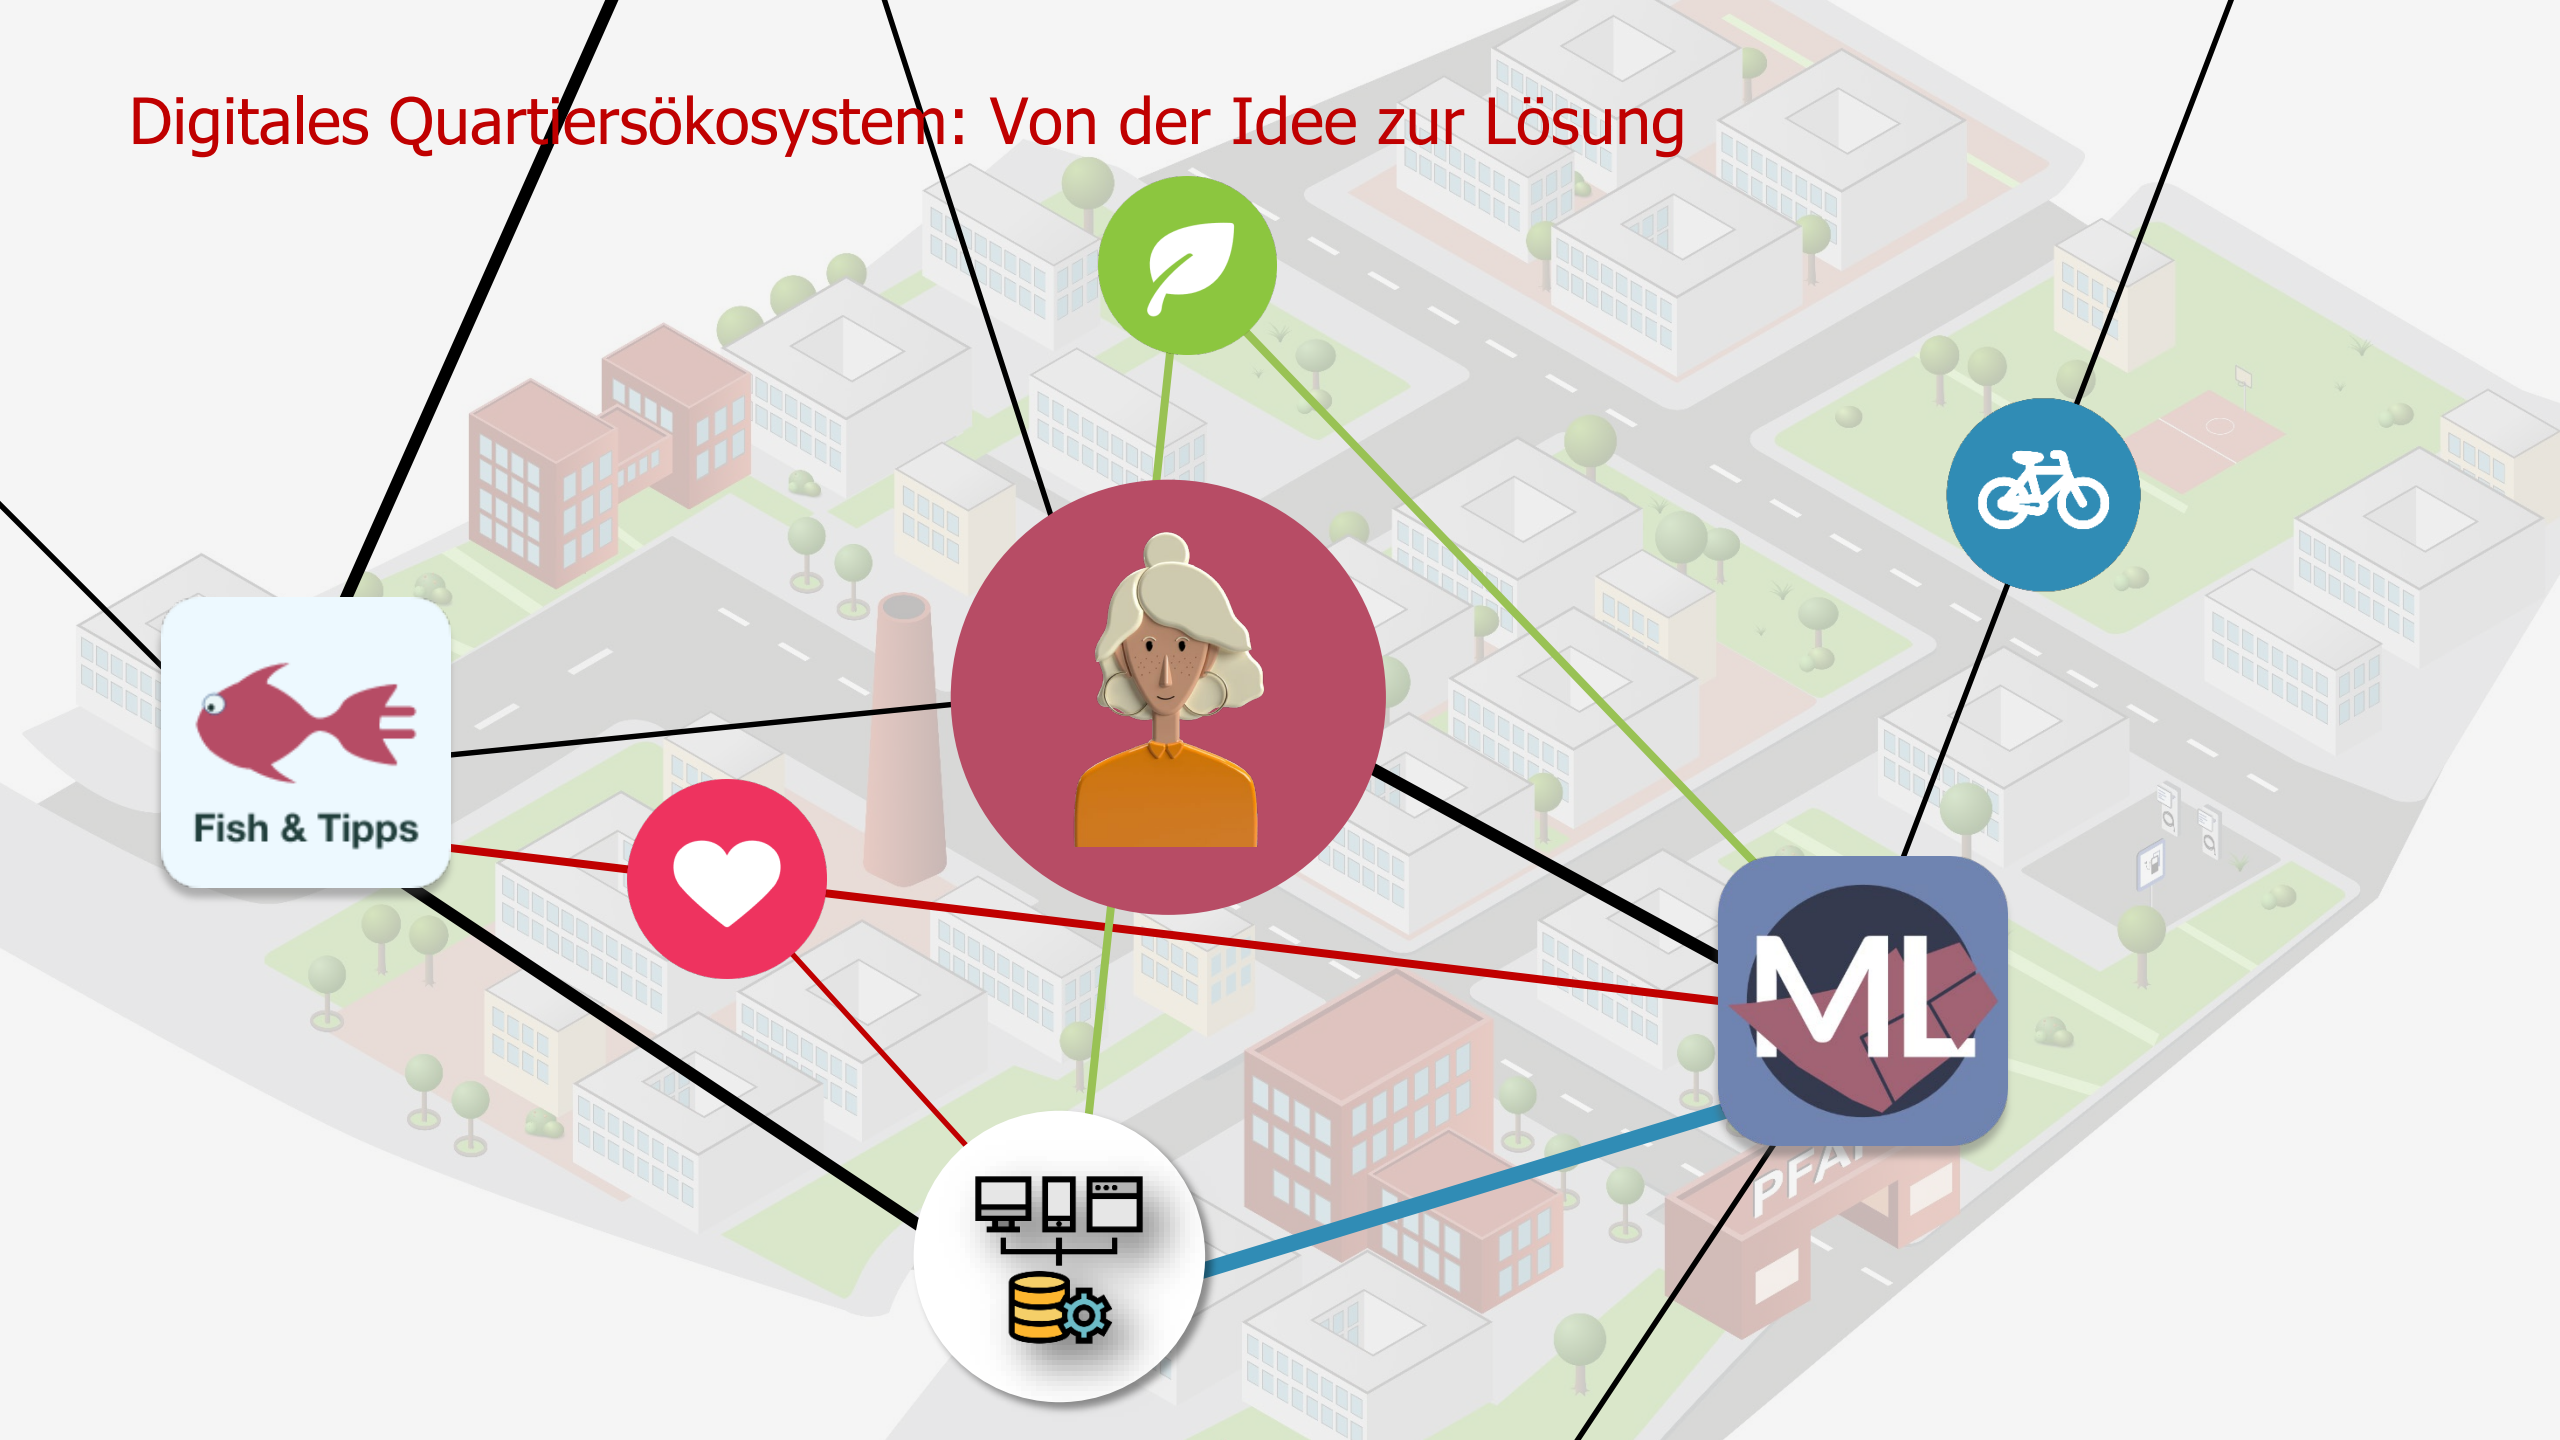 Digitales Quartiersökosystem: Von der Idee zur Lösung
Fish & Tipps
ML